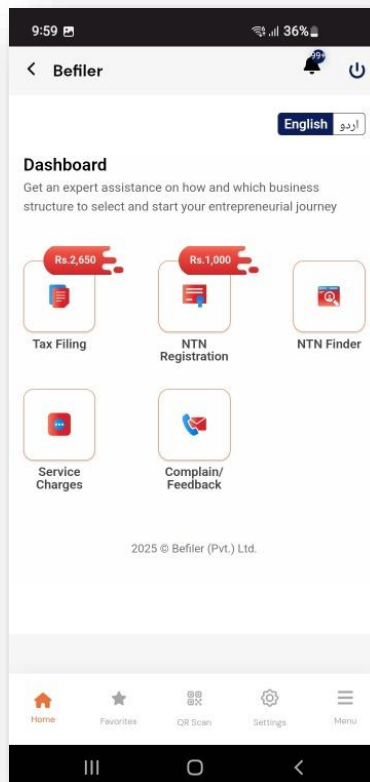 9:59
36%
Befiler
99+
English اردو
Dashboard
Get an expert assistance on how and which business
structure to select and start your entrepreneurial journey
Rs.2,650
Rs.1,000
Tax Filing
NTN
Registration
NTN Finder
Service
Charges
Complain/
Feedback
2025 © Befiler (Pvt.) Ltd.
Home
Favorites
QR Scan
Settings
Menu